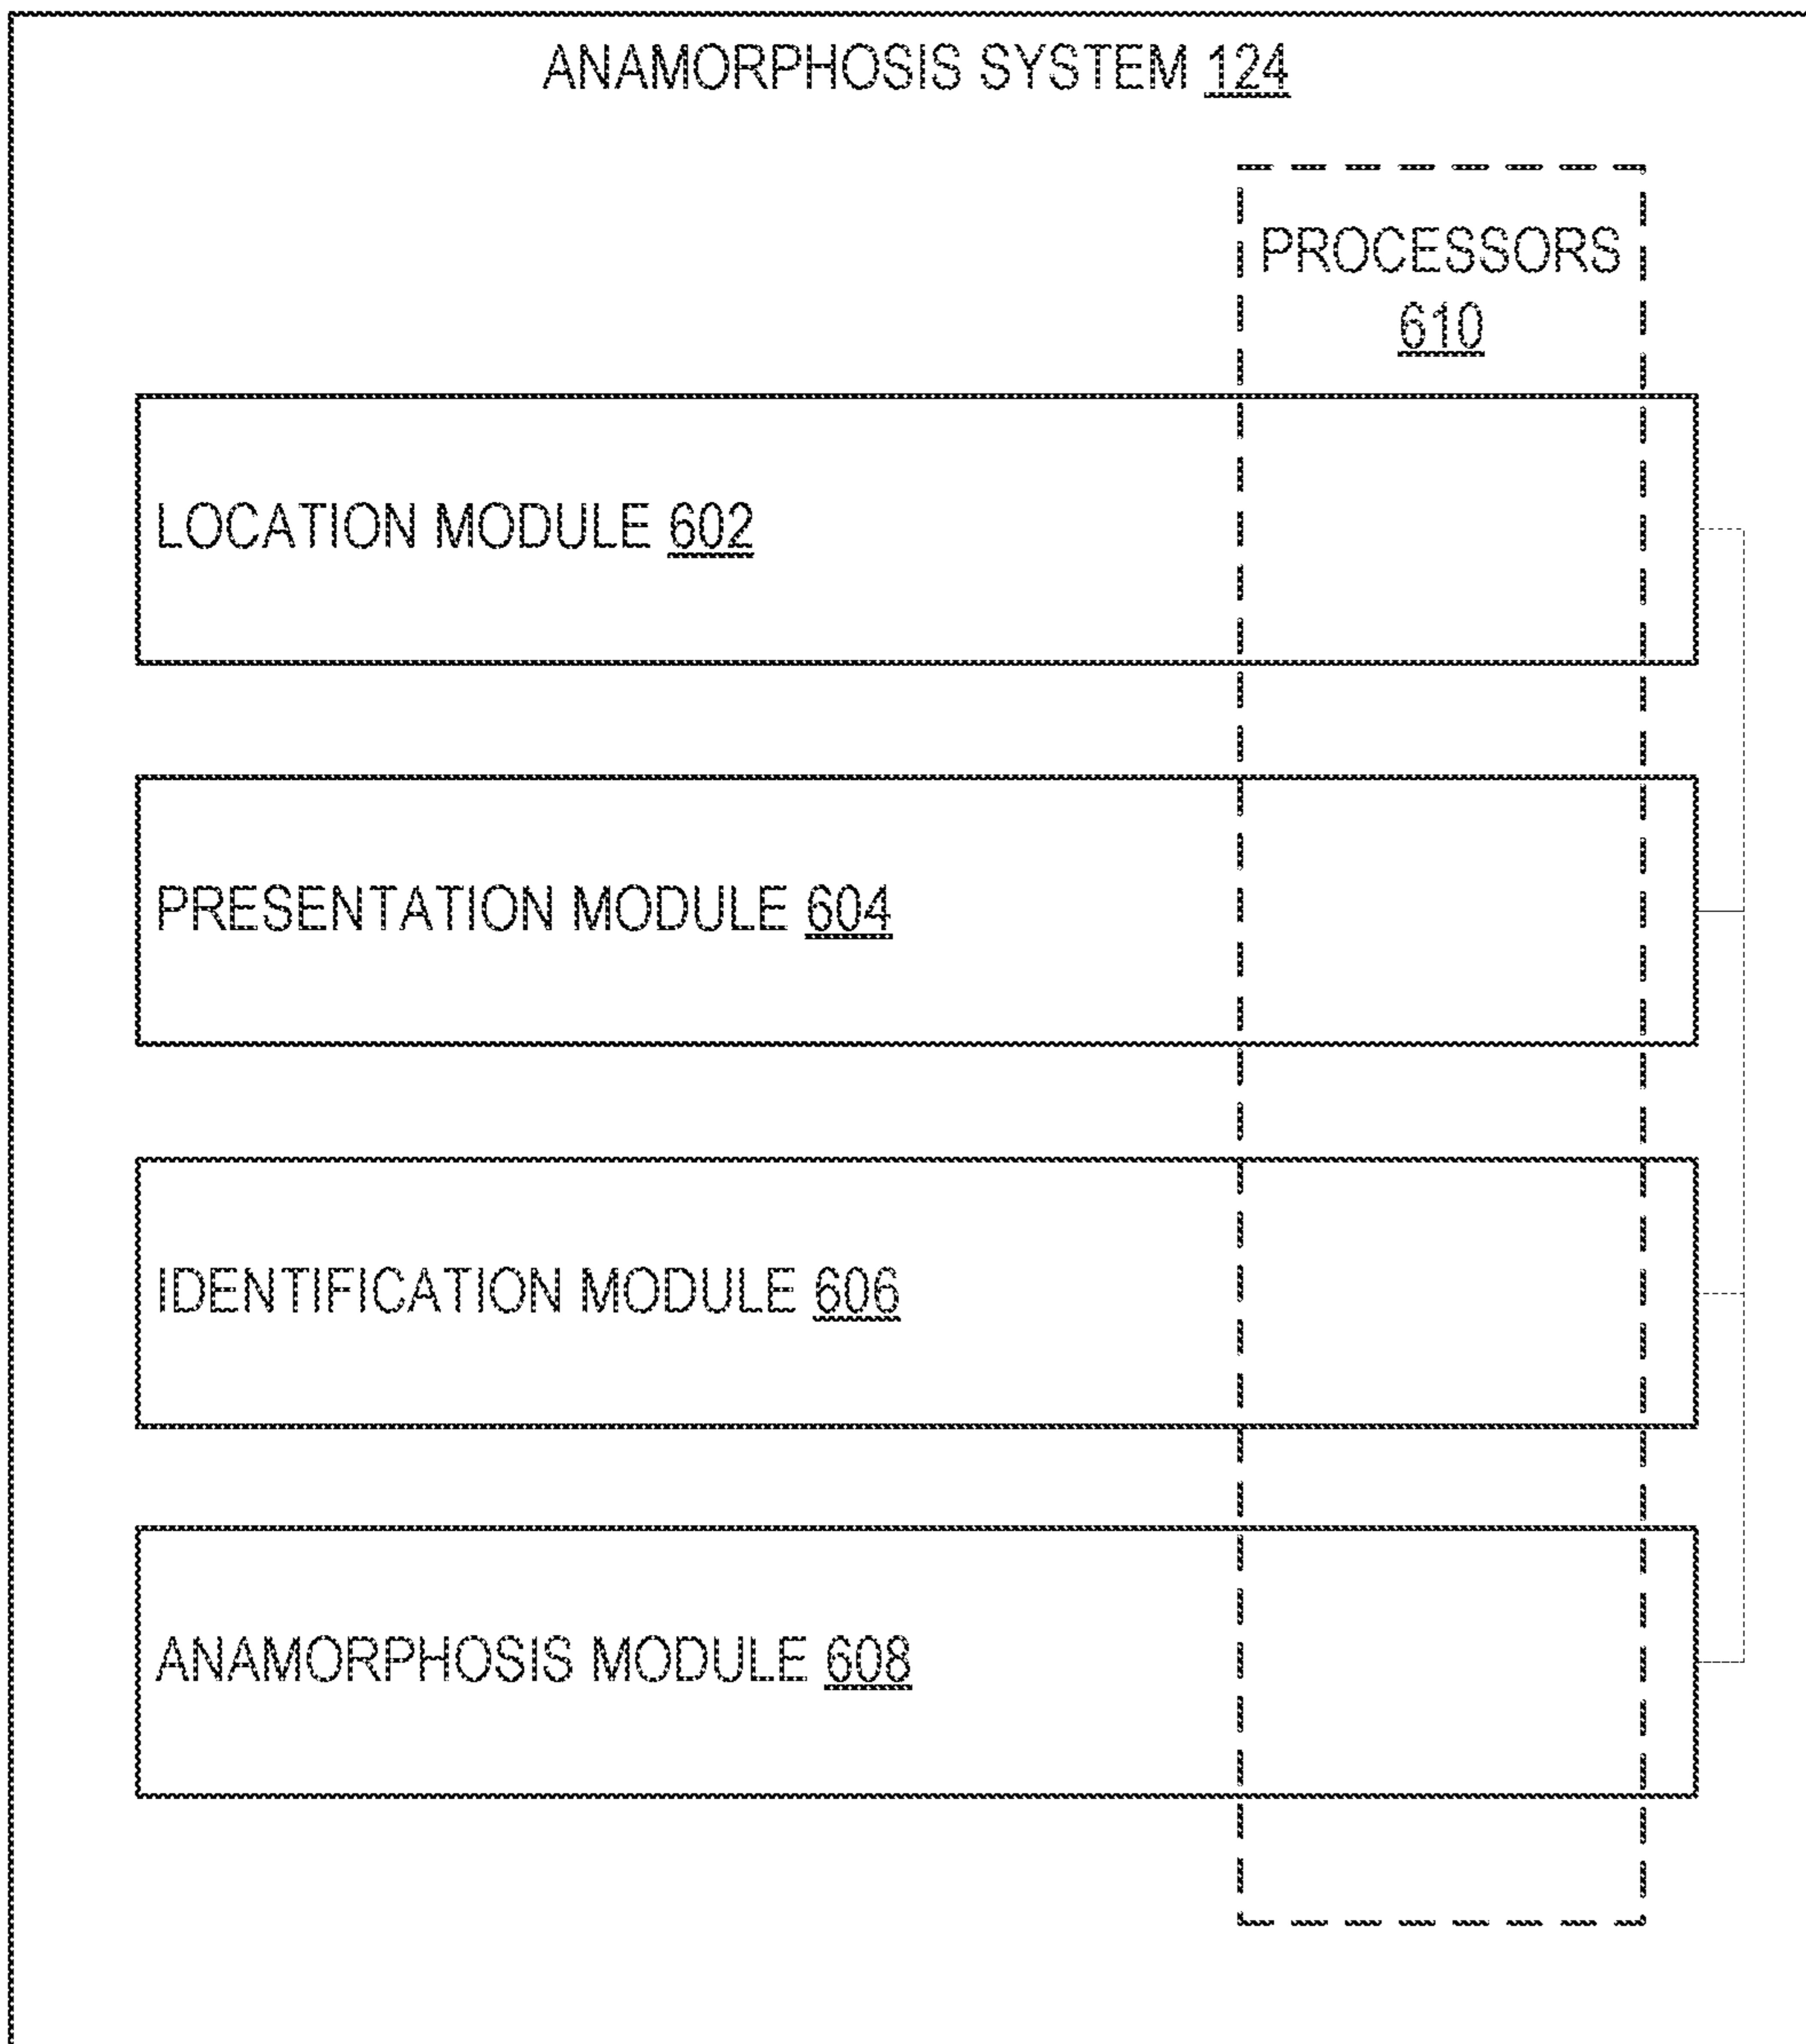 ANAMORPHOSIS SYSTEM 124
PROCESSORS
610
LOCATION MODULE 602
PRESENTATION MODULE 604
IDENTIFICATION MODULE 606
ANAMORPHOSIS MODULE 608